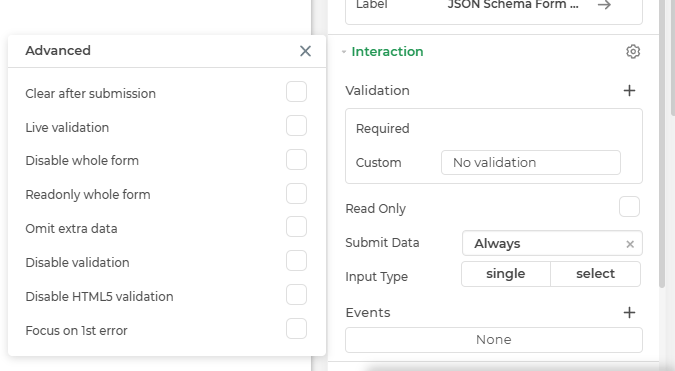 Label JSON Schema Form ...
Advanced
Clear after submission
Live validation
Disable whole form
Readonly whole form
Omit extra data
Disable validation
Disable HTML5 validation
Focus on 1st error
Interaction
Validation
Required
Custom No validation
Read Only
Submit Data Always
Input Type single select
Events
None